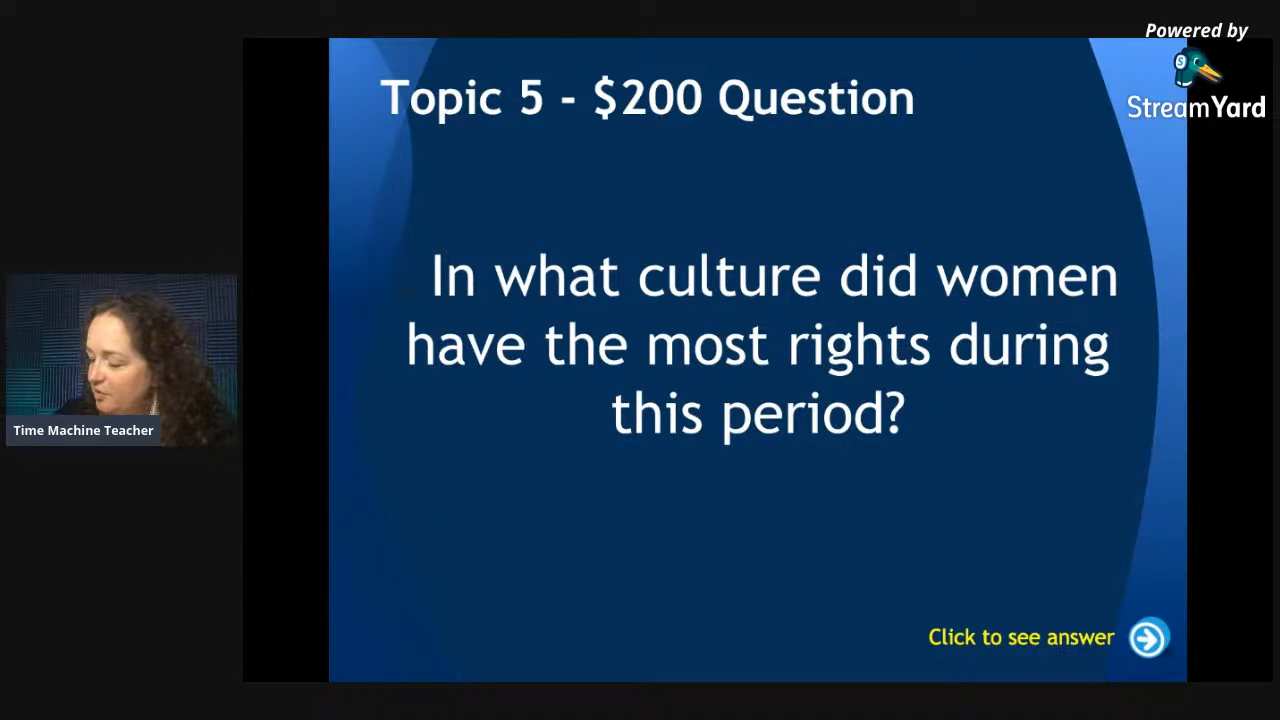 Powered by
StreamYard
Topic 5 - $200 Question
In what culture did women
have the most rights during
this period?
Time Machine Teacher
Click to see answer